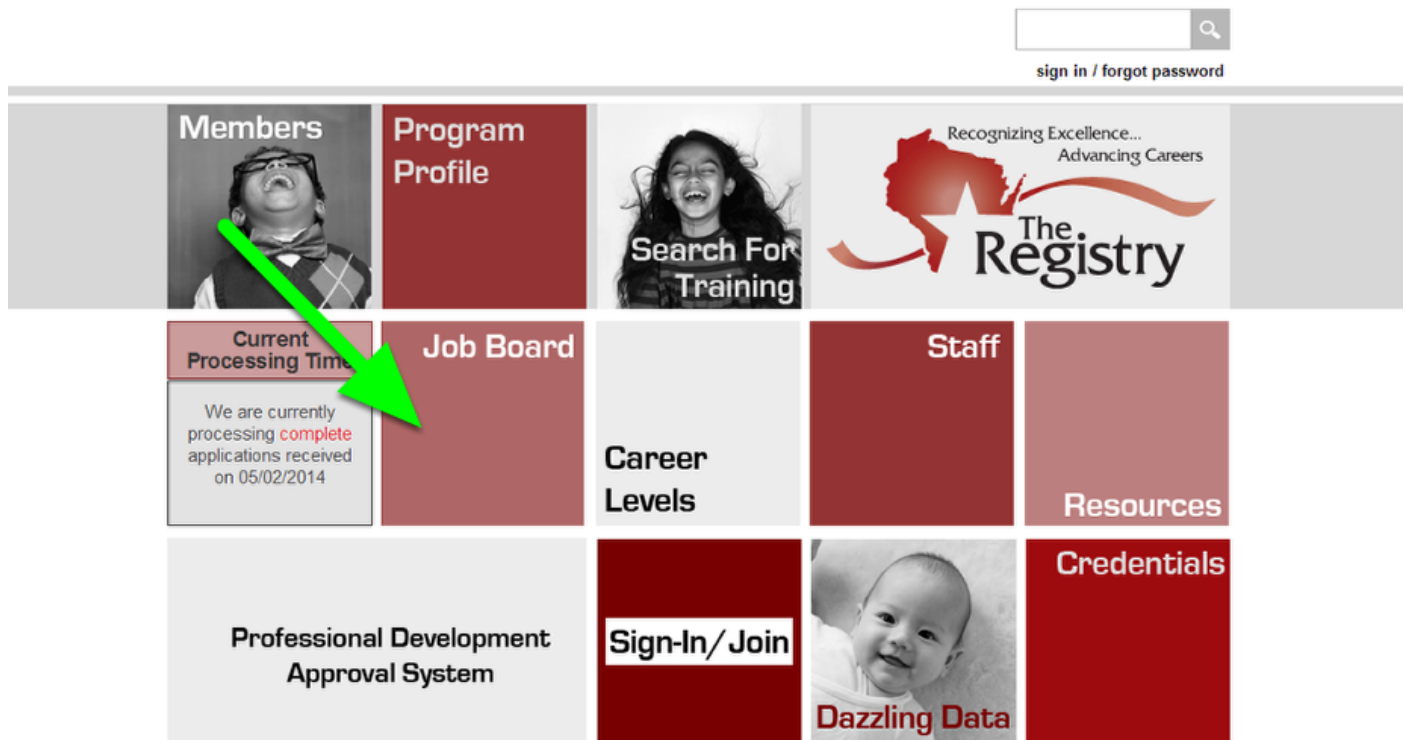 sign in / forgot password
Members
Program
Profile
Search For
Training
Recognizing Excellence...
Advancing Careers
The
Registry
Current
Processing Time
We are currently
processing complete
applications received
on 05/02/2014
Job Board
Career
Levels
Staff
Resources
Professional Development
Approval System
Sign-In/Join
Dazzling Data
Credentials